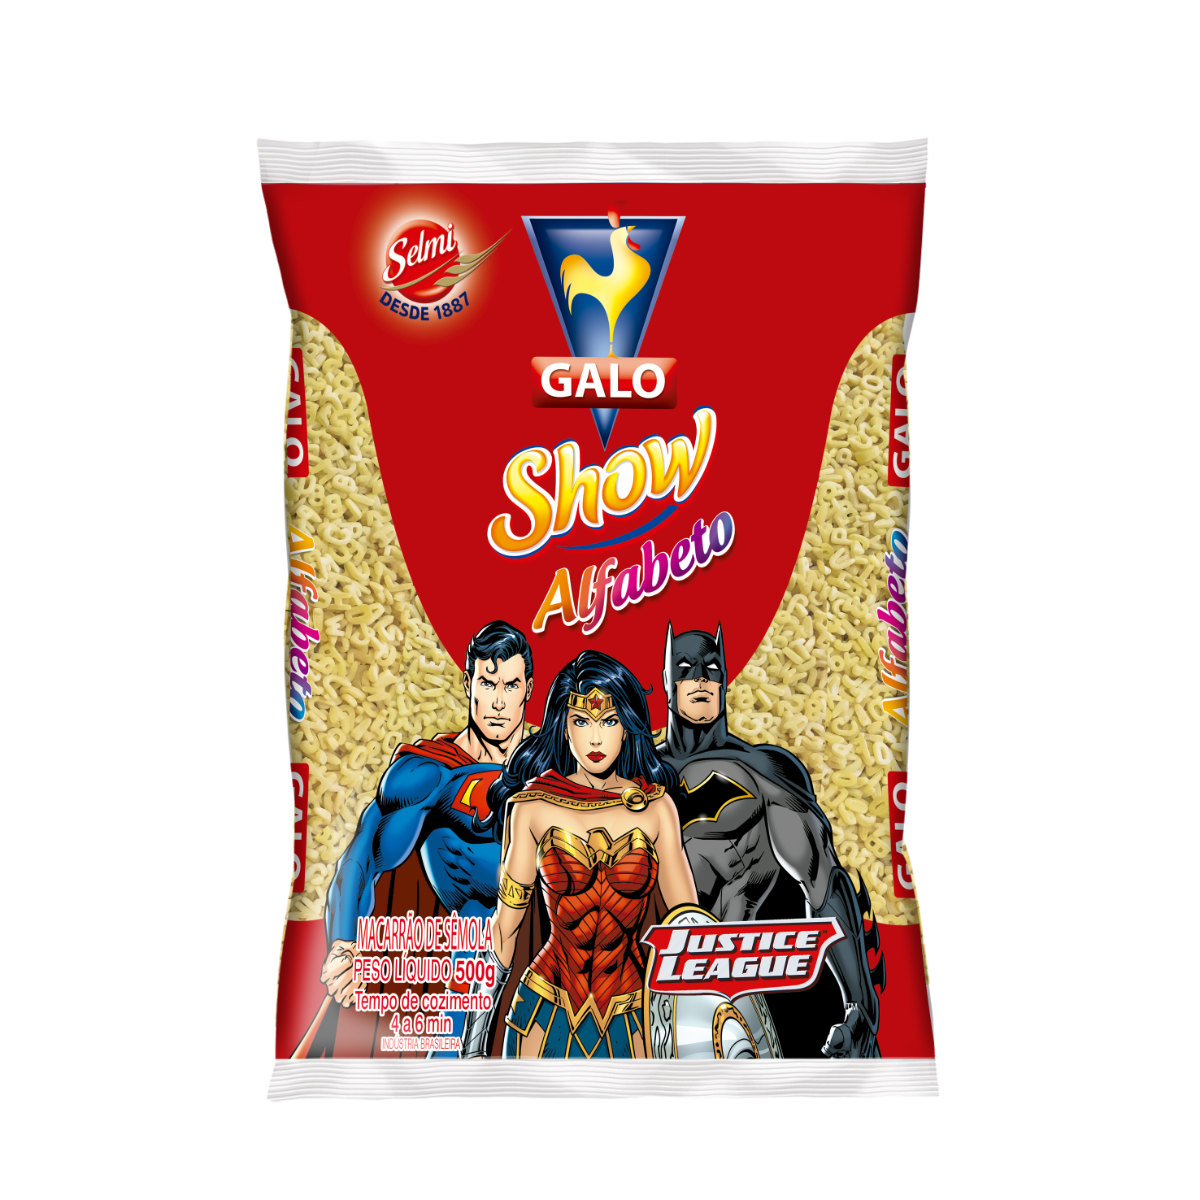 Selmi
DESDE 1887
GALO
Show
Alfabeto
GALO
Alfabeto
GALO
GALO
Alfabeto
GALO
MACARRÃO DE SÊMOLA
PESO LÍQUIDO 500g
Tempo de cozimento
4 a 6 min
INDÚSTRIA BRASILEIRA
JUSTICE
LEAGUE
TM